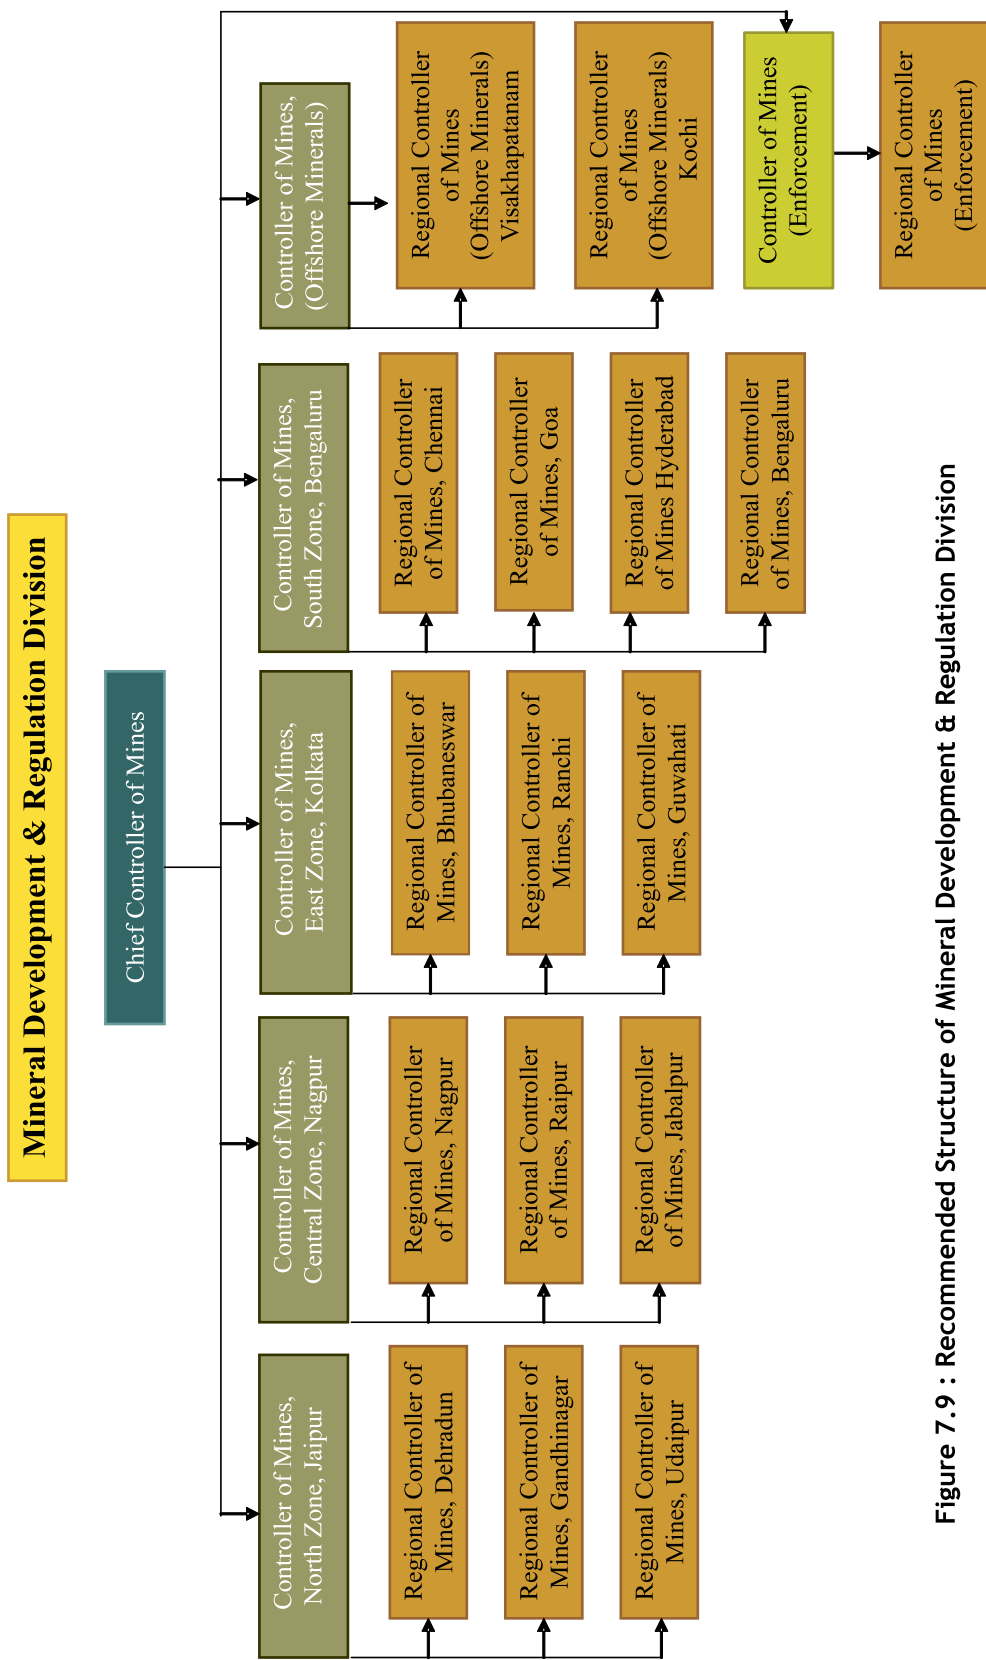 Mineral Development & Regulation Division
Chief Controller of Mines
Controller of Mines,
North Zone, Jaipur
Regional Controller of
Mines, Dehradun
Regional Controller of
Mines, Gandhinagar
Regional Controller of
Mines, Udaipur
Controller of Mines,
Central Zone, Nagpur
Regional Controller
of Mines, Nagpur
Regional Controller
of Mines, Raipur
Regional Controller
of Mines, Jabalpur
Controller of Mines,
East Zone, Kolkata
Regional Controller of
Mines, Bhubaneswar
Regional Controller of
Mines, Ranchi
Regional Controller of
Mines, Guwahati
Controller of Mines,
South Zone, Bengaluru
Regional Controller
of Mines, Chennai
Regional Controller
of Mines, Goa
Regional Controller
of Mines Hyderabad
Regional Controller
of Mines, Bengaluru
Controller of Mines,
(Offshore Minerals)
Regional Controller
of Mines
(Offshore Minerals)
Visakhapatanam
Regional Controller
of Mines
(Offshore Minerals)
Kochi
Controller of Mines
(Enforcement)
Regional Controller
of Mines
(Enforcement)
Figure 7.9 : Recommended Structure of Mineral Development & Regulation Division